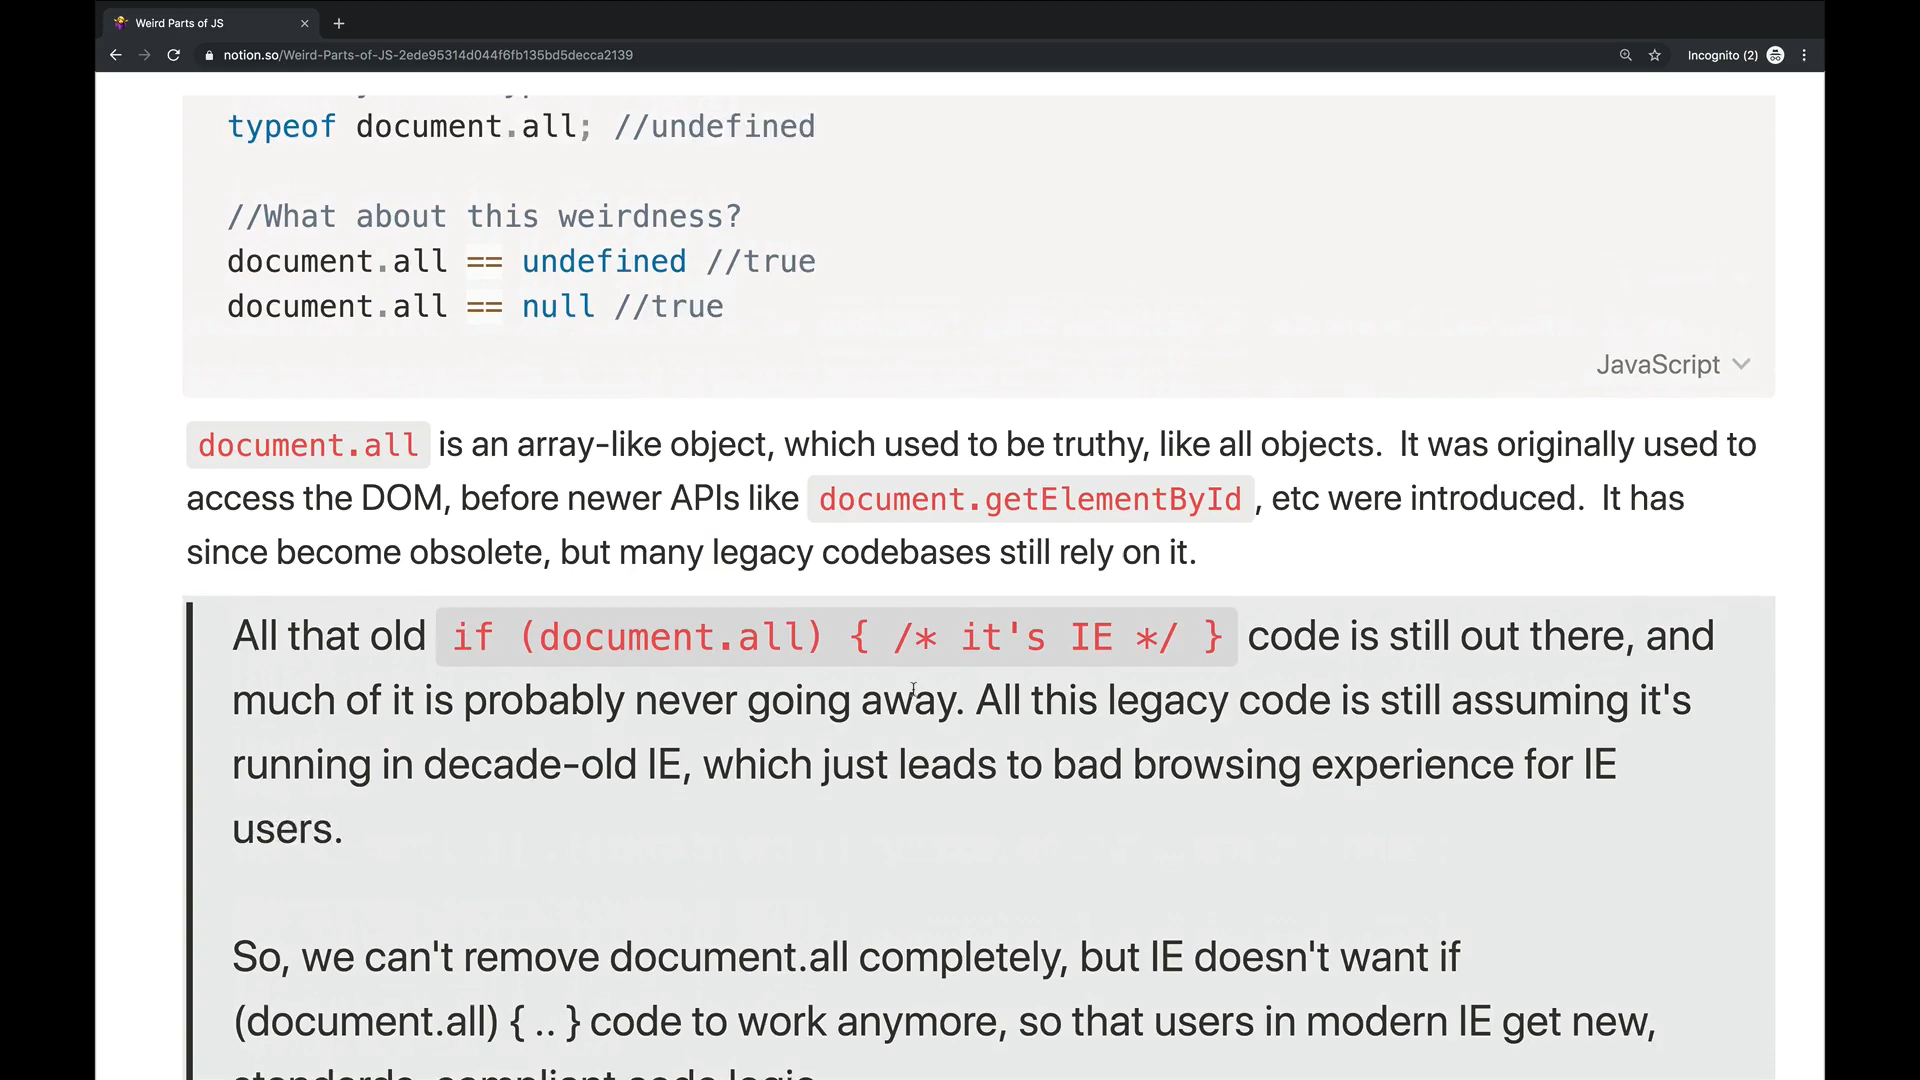 Weird Parts of JS
notion.so/Weird-Parts-of-JS-2ede95314d044f6fb135bd5decca2139
Incognito (2)
typeof document.all; //undefined
//What about this weirdness?
document.all == undefined //true
document.all == null //true
JavaScript
document.all is an array-like object, which used to be truthy, like all objects. It was originally used to
access the DOM, before newer APIs like document.getElementById, etc were introduced. It has
since become obsolete, but many legacy codebases still rely on it.
All that old if (document.all) { /* it's IE */ } code is still out there, and
much of it is probably never going away. All this legacy code is still assuming it's
running in decade-old IE, which just leads to bad browsing experience for IE
users.
So, we can't remove document.all completely, but IE doesn't want if
(document.all) { .. } code to work anymore, so that users in modern IE get new,
standards-compliant code logic